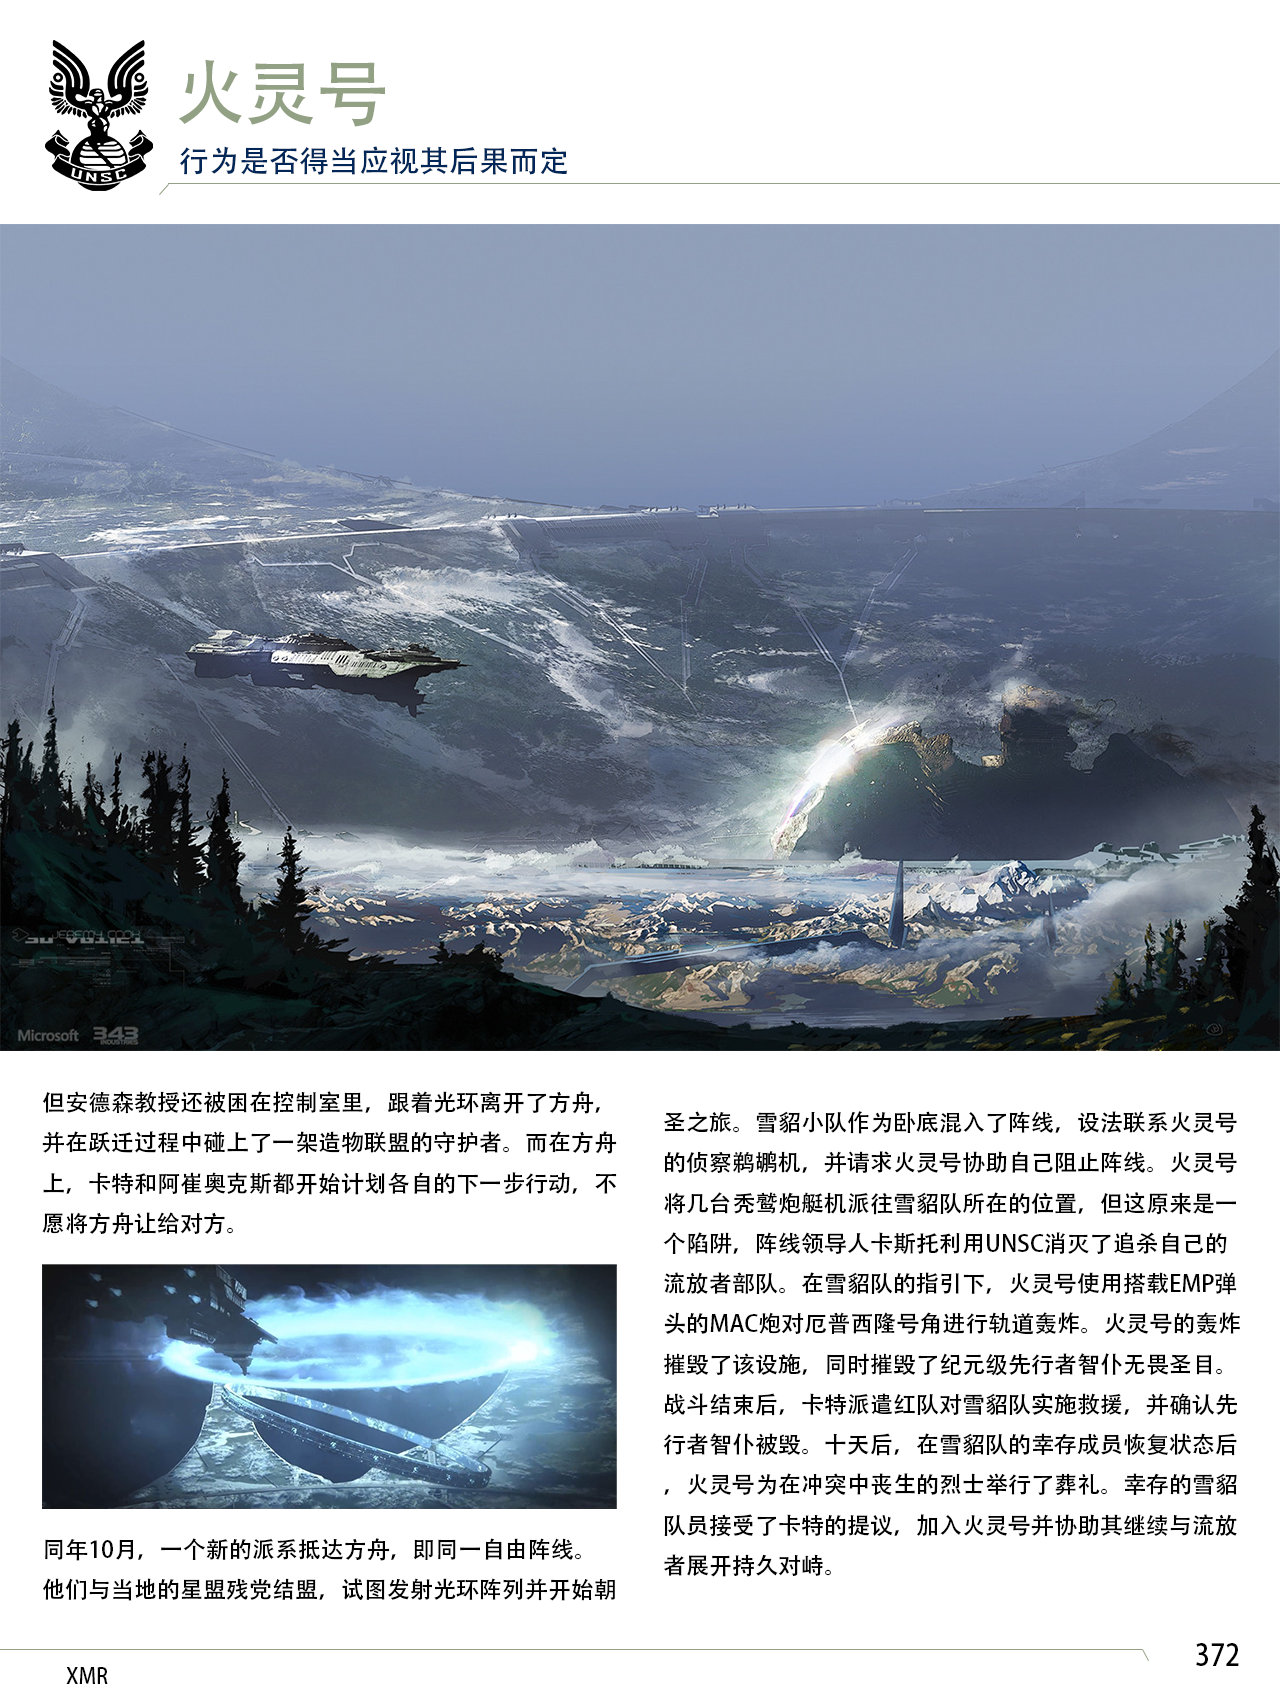 UNSC
火灵号
行为是否得当应视其后果而定
Microsoft 343
INDUSTRIES
但安德森教授还被困在控制室里，跟着光环离开了方舟，
并在跃迁过程中碰上了一架造物联盟的守护者。而在方舟
上，卡特和阿崔奥克斯都开始计划各自的下一步行动，不
愿将方舟让给对方。
同年10月，一个新的派系抵达方舟，即同一自由阵线。
他们与当地的星盟残党结盟，试图发射光环阵列并开始朝
圣之旅。雪貂小队作为卧底混入了阵线，设法联系火灵号
的侦察鹈鹕机，并请求火灵号协助自己阻止阵线。火灵号
将几台秃鹫炮艇机派往雪貂队所在的位置，但这原来是一
个陷阱，阵线领导人卡斯托利用UNSC消灭了追杀自己的
流放者部队。在雪貂队的指引下，火灵号使用搭载EMP弹
头的MAC炮对厄普西隆号角进行轨道轰炸。火灵号的轰炸
摧毁了该设施，同时摧毁了纪元级先行者智仆无畏圣目。
战斗结束后，卡特派遣红队对雪貂队实施救援，并确认先
行者智仆被毁。十天后，在雪貂队的幸存成员恢复状态后
，火灵号为在冲突中丧生的烈士举行了葬礼。幸存的雪貂
队员接受了卡特的提议，加入火灵号并协助其继续与流放
者展开持久对峙。
372
XMR